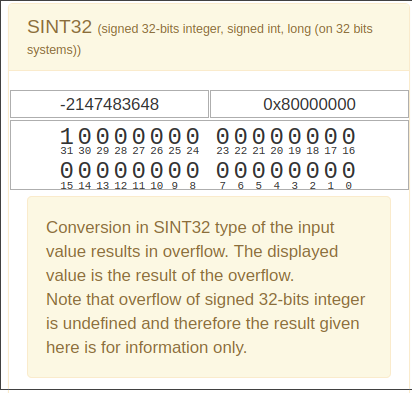 SINT32 (signed 32-bits integer, signed int, long (on 32 bits
systems))
-2147483648 0x80000000
10000000 00000000
31 30 29 28 27 26 25 24 23 22 21 20 19 18 17 16
00000000 00000000
15 14 13 12 11 10 9 8 7 6 5 4 3 2 1 0
Conversion in SINT32 type of the input
value results in overflow. The displayed
value is the result of the overflow.
Note that overflow of signed 32-bits integer
is undefined and therefore the result given
here is for information only.